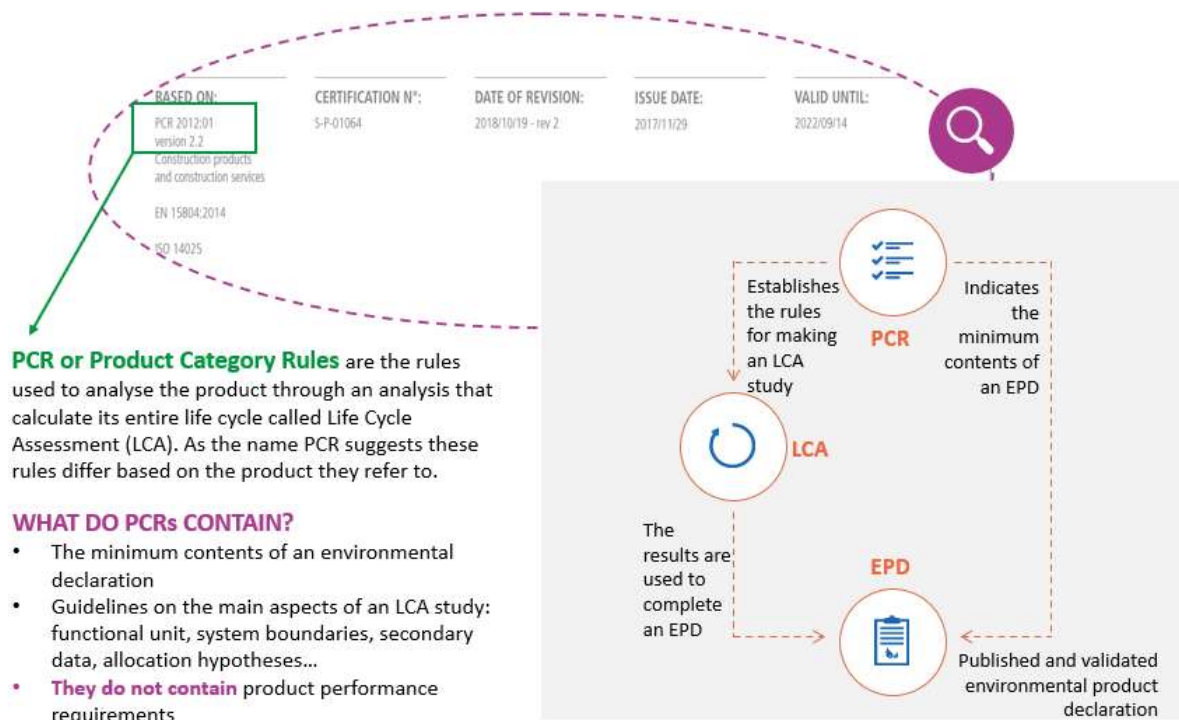 BASED ON:
PCR 2012:01
version 2.2
Construction products
and construction services
EN 15804:2014
ISO 14025
CERTIFICATION N°:
S-P-01064
DATE OF REVISION:
2018/10/19 - rev 2
ISSUE DATE:
2017/11/29
VALID UNTIL:
2022/09/14
PCR or Product Category Rules are the rules
used to analyse the product through an analysis that
calculate its entire life cycle called Life Cycle
Assessment (LCA). As the name PCR suggests these
rules differ based on the product they refer to.
WHAT DO PCRs CONTAIN?
• The minimum contents of an environmental
declaration
• Guidelines on the main aspects of an LCA study:
functional unit, system boundaries, secondary
data, allocation hypotheses...
• They do not contain product performance
requirements
PCR
Establishes
the rules
for making
an LCA
study
Indicates
the
minimum
contents of
an EPD
LCA
The
results are
used to
complete
an EPD
EPD
Published and validated
environmental product
declaration